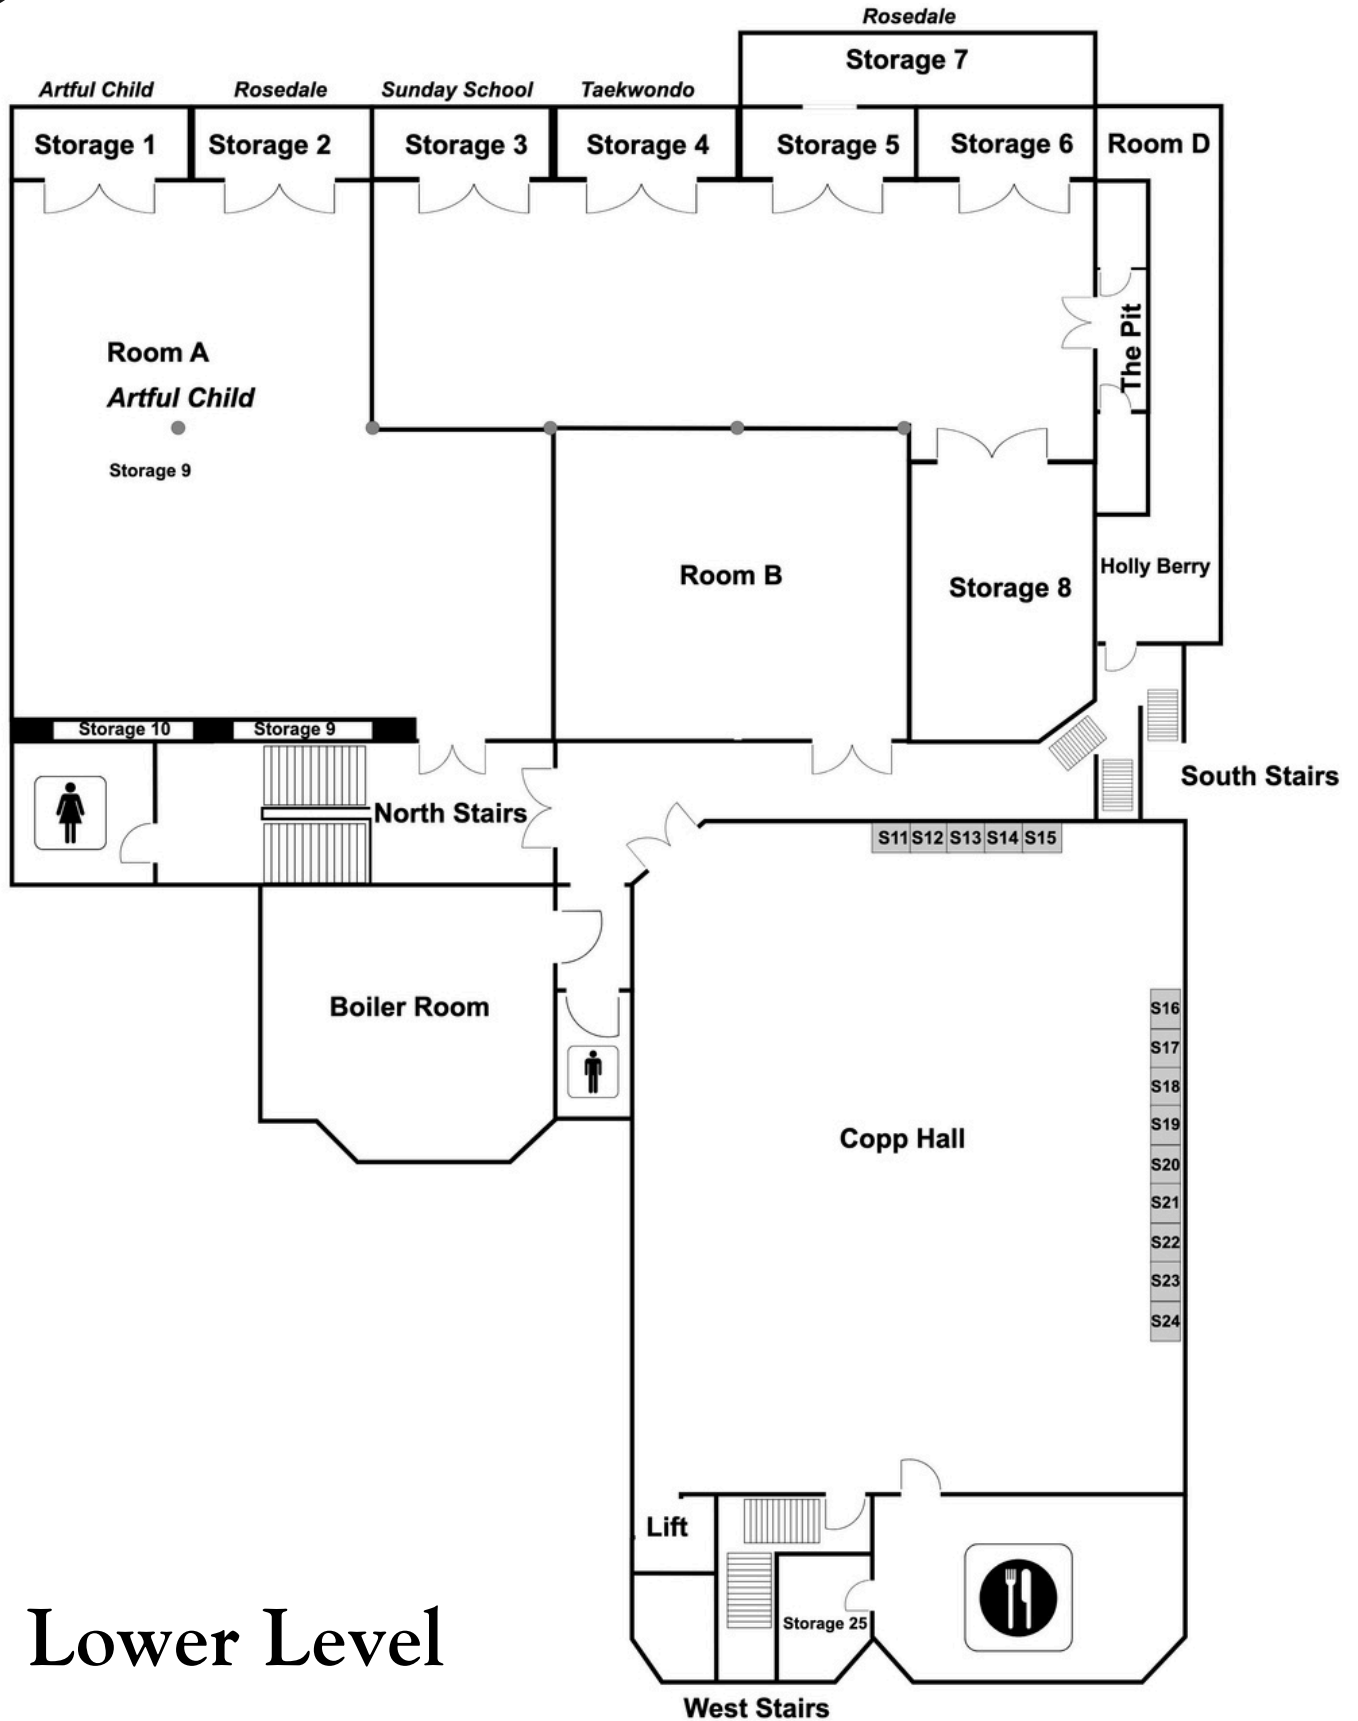 Rosedale
Storage 7
Artful Child
Rosedale
Sunday School
Taekwondo
Storage 1
Storage 2
Storage 3
Storage 4
Storage 5
Storage 6
Room D
The Pit
Room A
Artful Child
Storage 9
Room B
Storage 8
Holly Berry
Storage 10
Storage 9
North Stairs
South Stairs
S11
S12
S13
S14
S15
Boiler Room
S16
S17
S18
S19
S20
S21
S22
S23
S24
Copp Hall
Lift
Storage 25
Lower Level
West Stairs